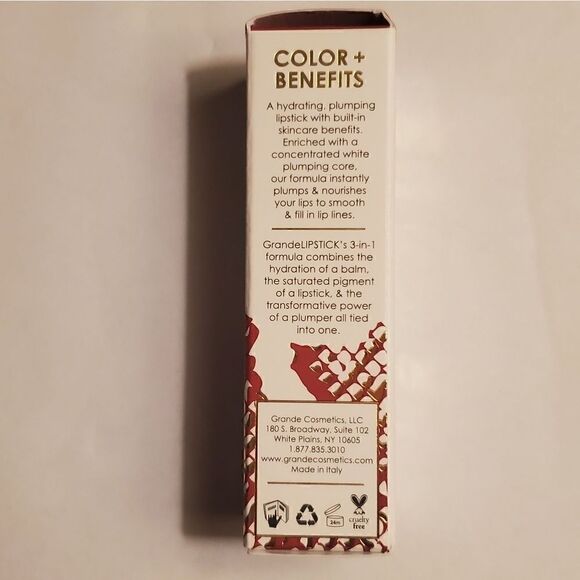 COLOR +
BENEFITS
A hydrating, plumping
lipstick with built-in
skincare benefits.
Enriched with a
concentrated white
plumping core,
our formula instantly
plumps & nourishes
your lips to smooth
& fill in lip lines.
GrandeLIPSTICK's 3-in-1
formula combines the
hydration of a balm,
the saturated pigment
of a lipstick, & the
transformative power
of a plumper all tied
into one.
Grande Cosmetics, LLC
180 S. Broadway, Suite 102
White Plains, NY 10605
1.877.835.3010
www.grandecosmetics.com
Made in Italy
24m
cruelty
free